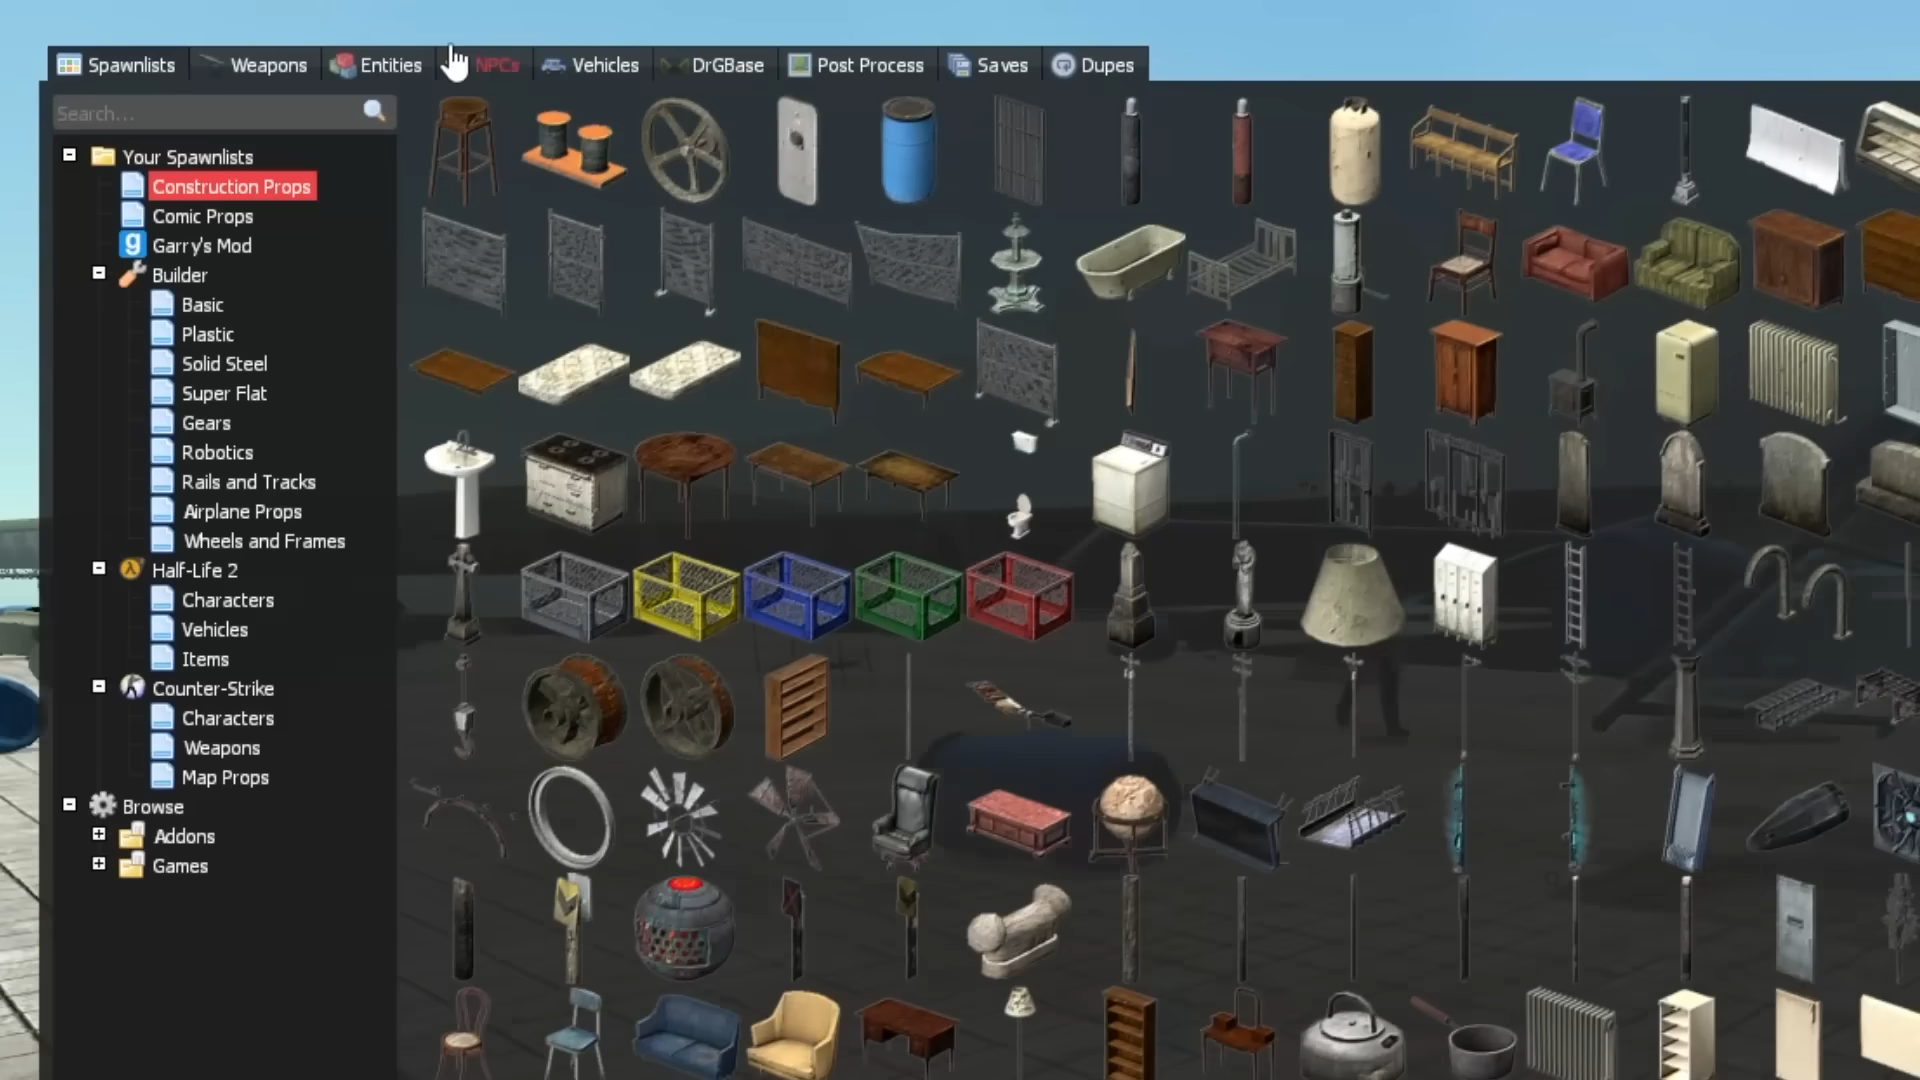 Spawnlists Weapons Entities NPCs Vehicles DrGBase Post Process Saves Dupes
Search...
Your Spawnlists
Construction Props
Comic Props
Garry's Mod
Builder
Basic
Plastic
Solid Steel
Super Flat
Gears
Robotics
Rails and Tracks
Airplane Props
Wheels and Frames
Half-Life 2
Characters
Vehicles
Items
Counter-Strike
Characters
Weapons
Map Props
Browse
Addons
Games